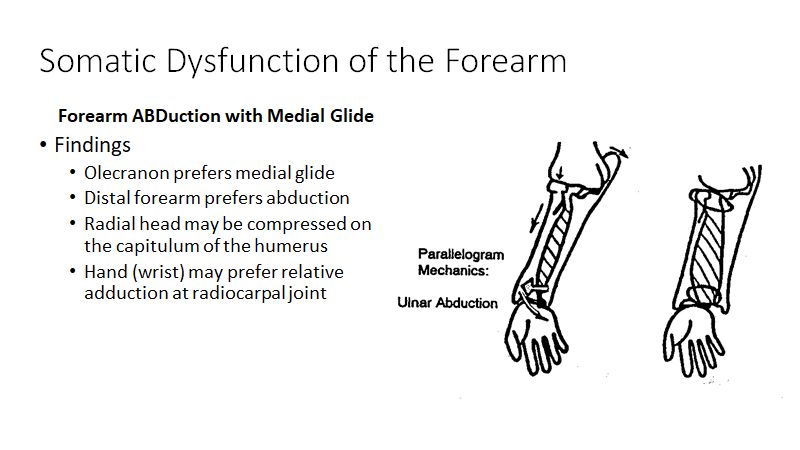 Somatic Dysfunction of the Forearm
Forearm ABDuction with Medial Glide
• Findings
• Olecranon prefers medial glide
• Distal forearm prefers abduction
• Radial head may be compressed on
the capitulum of the humerus
• Hand (wrist) may prefer relative
adduction at radiocarpal joint
Parallelogram
Mechanics:
Ulnar Abduction